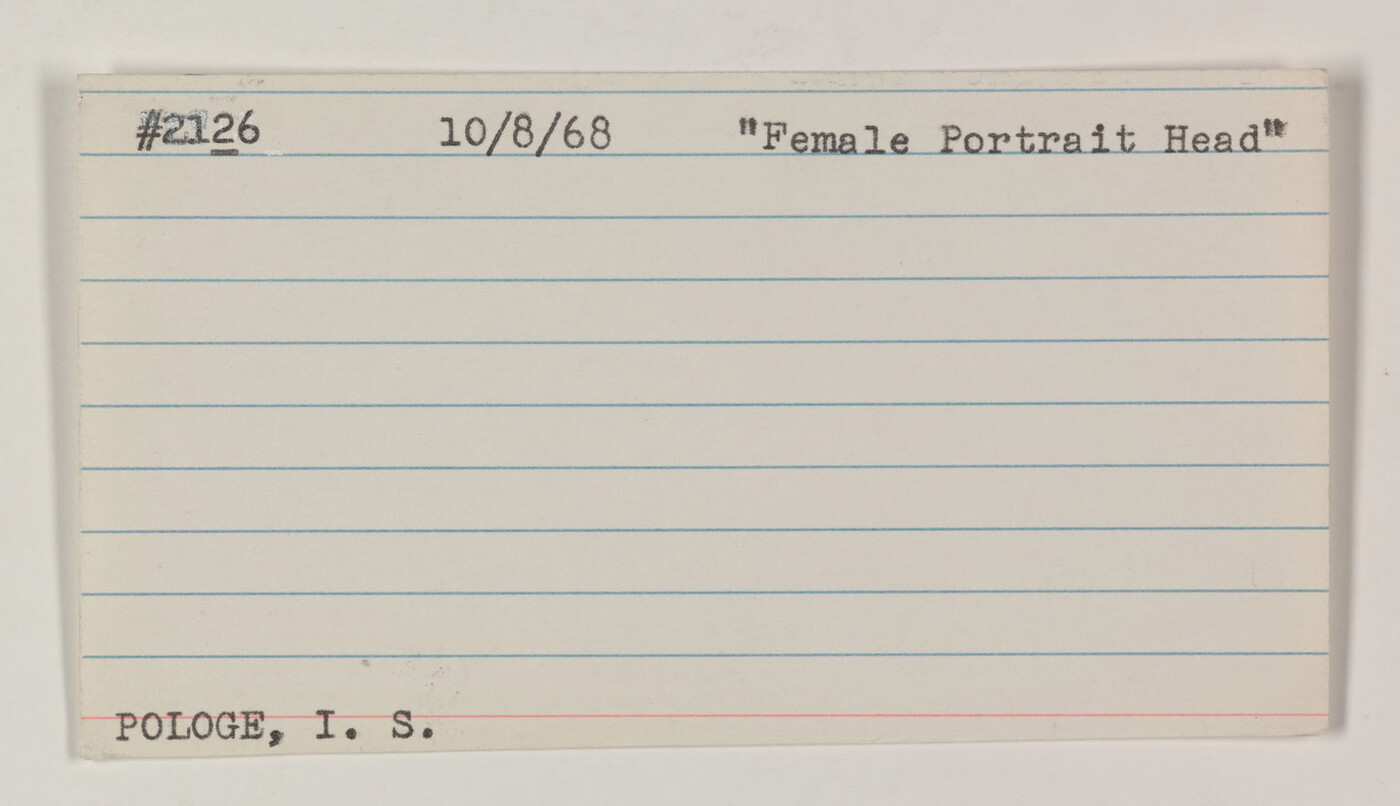 #2126 10/8/68 "Female Portrait Head"
POLOGE, I. S.